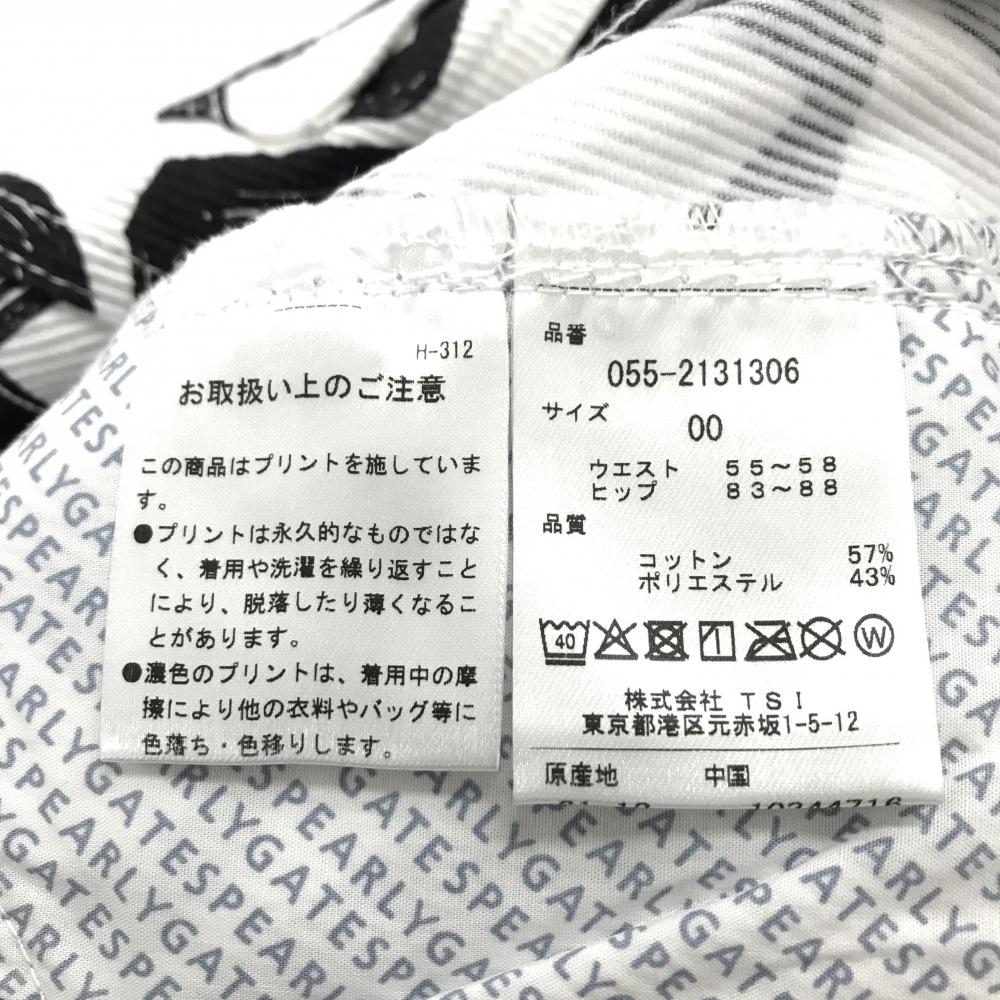 H-312
お取扱い上のご注意
この商品はプリントを施していま
す。
●プリントは永久的なものではな
く、着用や洗濯を繰り返すこと
により、脱落したり薄くなるこ
とがあります。
●濃色のプリントは、着用中の摩
擦により他の衣料やバッグ等に
色落ち・色移りします。
品番
055-2131306
サイズ
00
ウエスト 55〜58
ヒップ 83〜88
品質
コットン 57%
ポリエステル 43%
40
W
株式会社 TSI
東京都港区元赤坂1-5-12
原産地 中国
PEARLYGATES